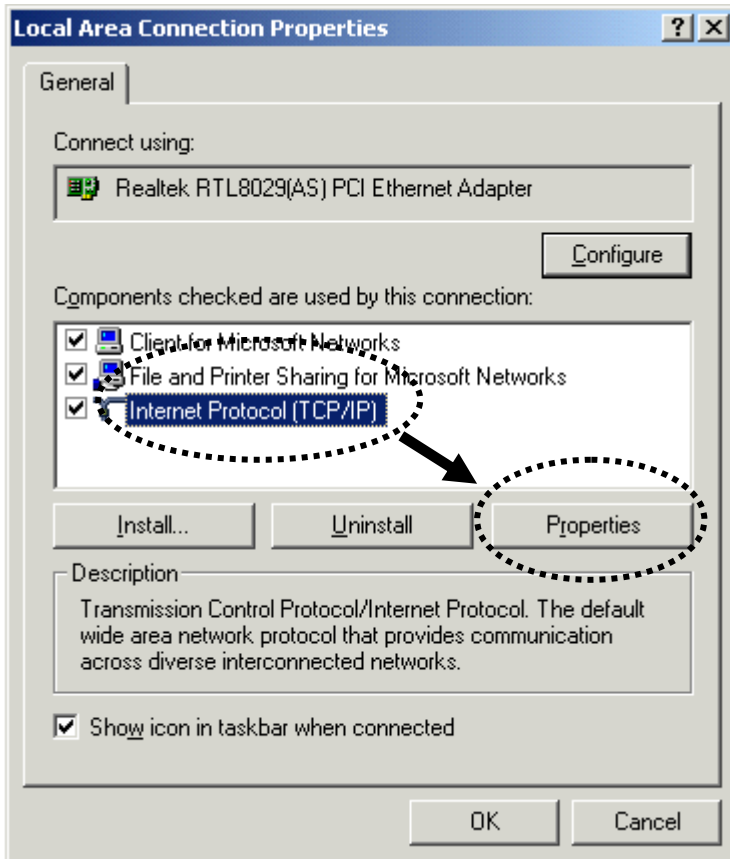 Local Area Connection Properties
General
Connect using:
Realtek RTL8029(AS) PCI Ethernet Adapter
Configure
Components checked are used by this connection:
Client for Microsoft Networks
File and Printer Sharing for Microsoft Networks
Internet Protocol (TCP/IP)
Install... Uninstall Properties
Description
Transmission Control Protocol/Internet Protocol. The default
wide area network protocol that provides communication
across diverse interconnected networks.
Show icon in taskbar when connected
OK Cancel